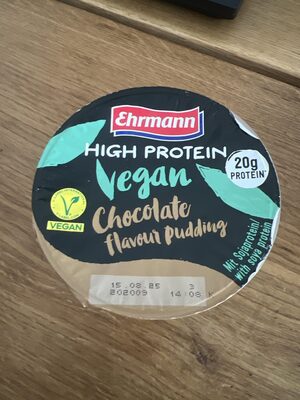 Ehrmann
HIGH PROTEIN
Vegan
20g
PROTEIN*
Chocolate
flavour pudding
VEGAN
Mit Sojaprotein/
with soya protein
15.08.25 3
202009 14:08